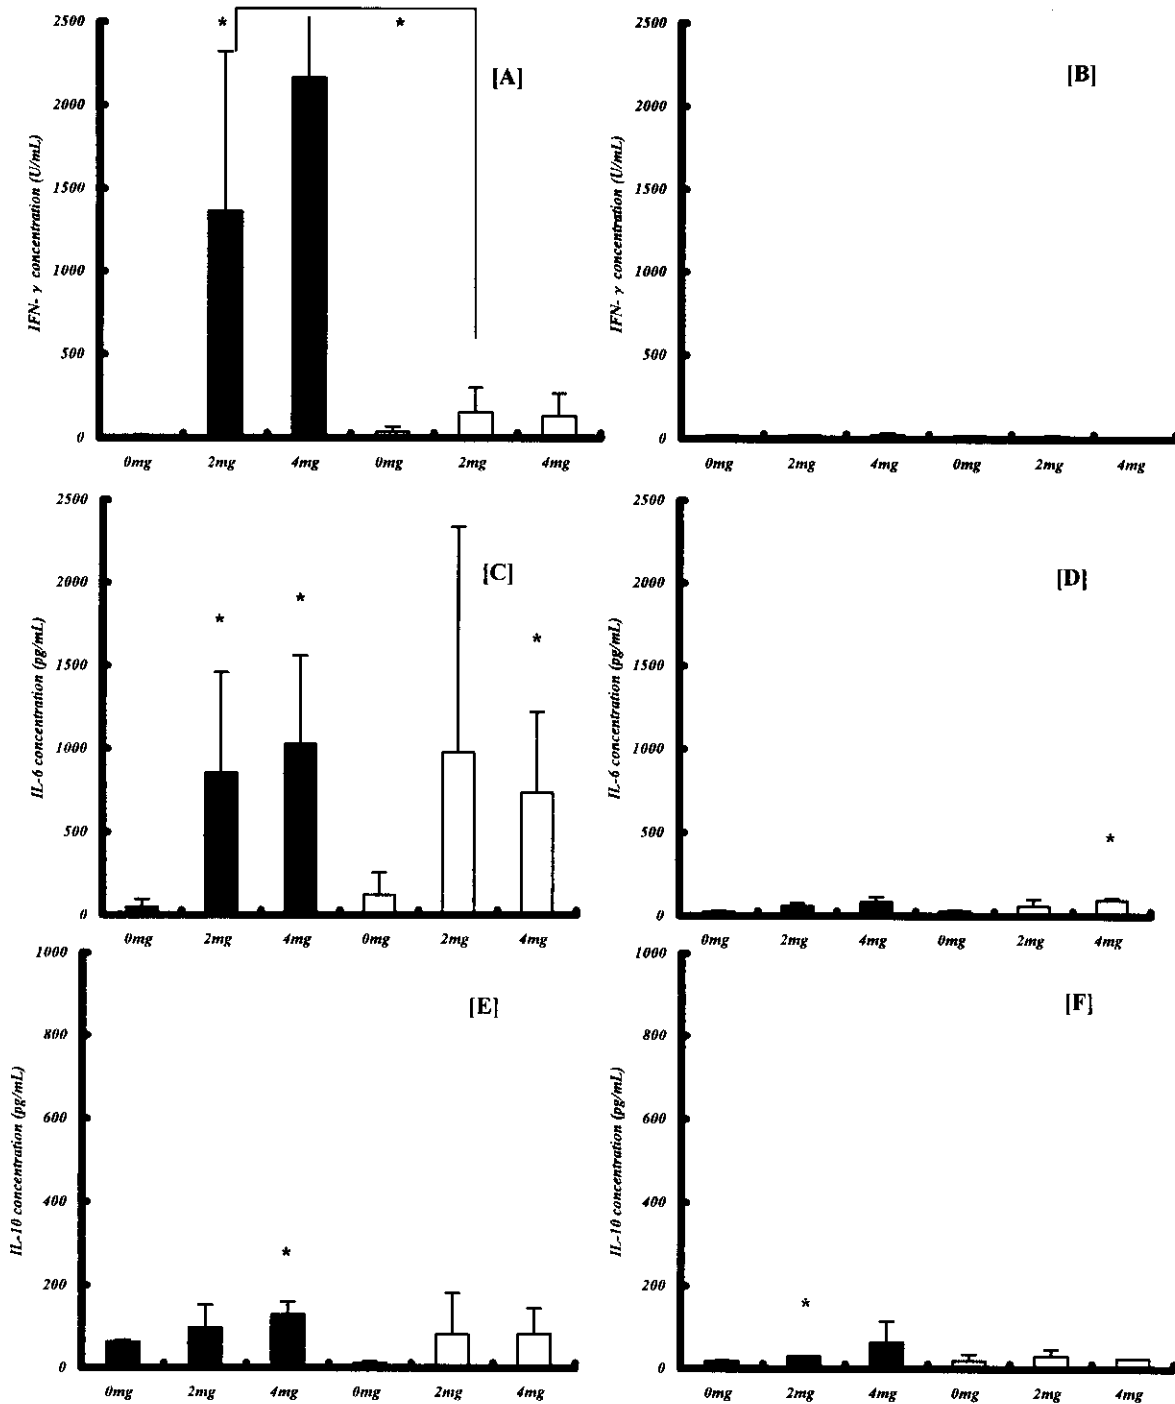 2500
*
*
[A]
2000
1500
1000
500
0
IFN- γ concentration (U/mL)
0mg 2mg 4mg 0mg 2mg 4mg
2500
[B]
2000
1500
1000
500
0
IFN- γ concentration (U/mL)
0mg 2mg 4mg 0mg 2mg 4mg
2500
[C]
2000
*
*
*
1500
1000
500
0
IL-6 concentration (pg/mL)
0mg 2mg 4mg 0mg 2mg 4mg
2500
[D]
2000
1500
1000
500
*
0
IL-6 concentration (pg/mL)
0mg 2mg 4mg 0mg 2mg 4mg
1000
[E]
800
600
400
*
200
0
IL-10 concentration (pg/mL)
0mg 2mg 4mg 0mg 2mg 4mg
1000
[F]
800
600
400
200
*
0
IL-10 concentration (pg/mL)
0mg 2mg 4mg 0mg 2mg 4mg